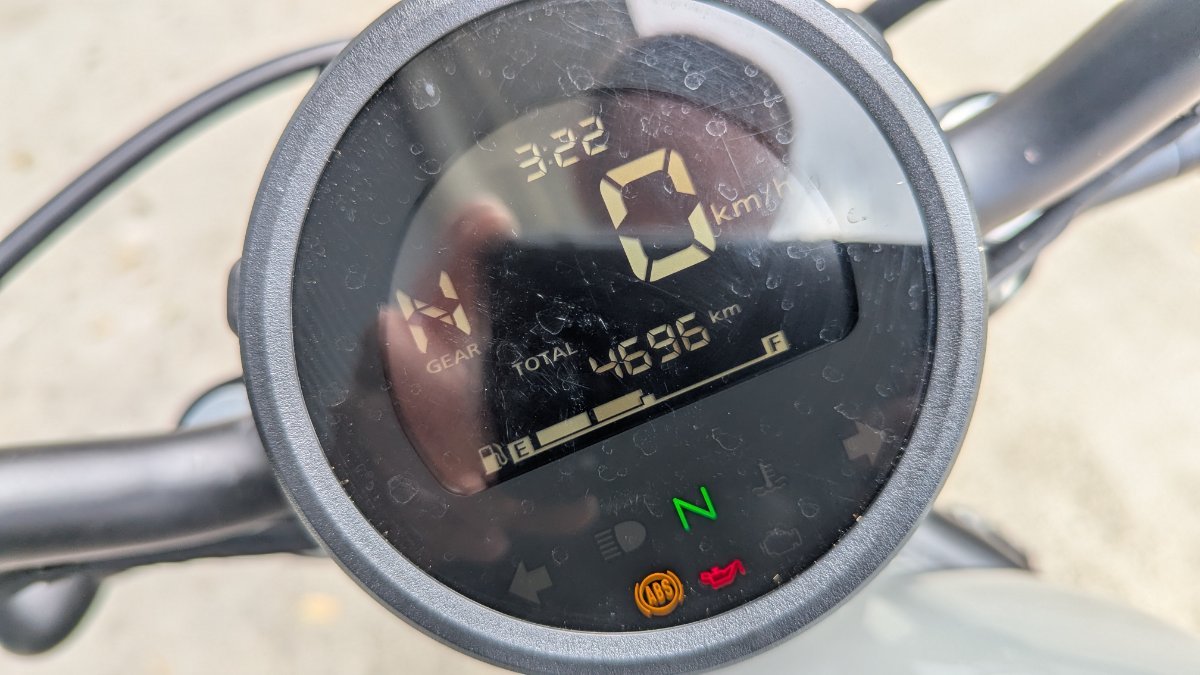 3:22
0 km/h
N
GEAR
TOTAL 4696 km
E F
N
ABS